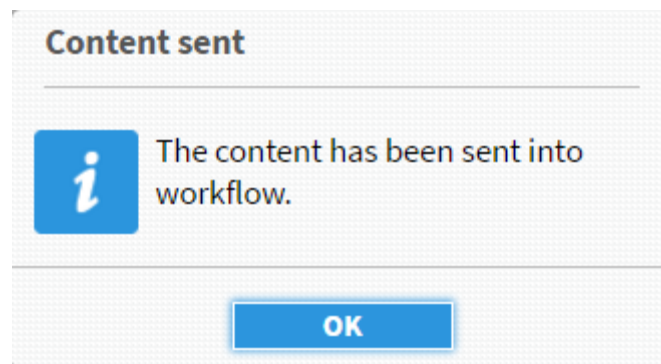 Content sent
The content has been sent into
workflow.
OK